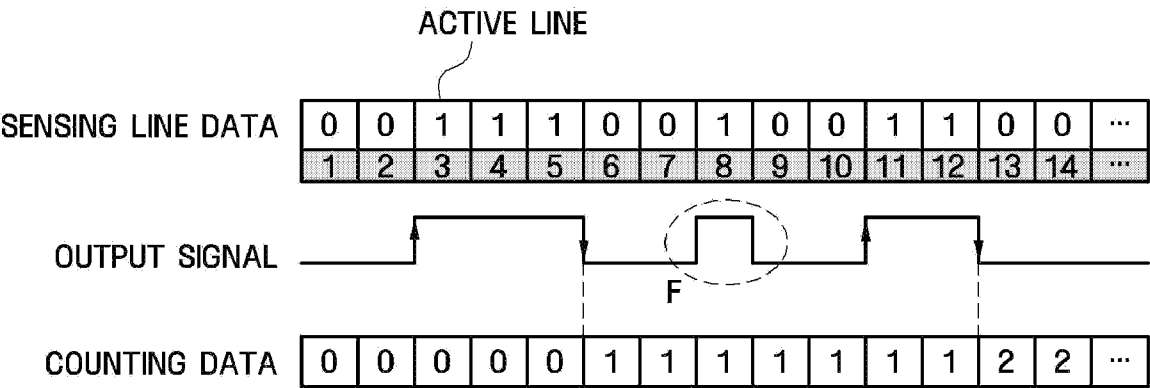 ACTIVE LINE
SENSING LINE DATA 0 0 1 1 1 0 0 1 0 0 1 1 0 0 ...
1 2 3 4 5 6 7 8 9 10 11 12 13 14 ...
OUTPUT SIGNAL
F
COUNTING DATA 0 0 0 0 0 1 1 1 1 1 1 1 2 2 ...